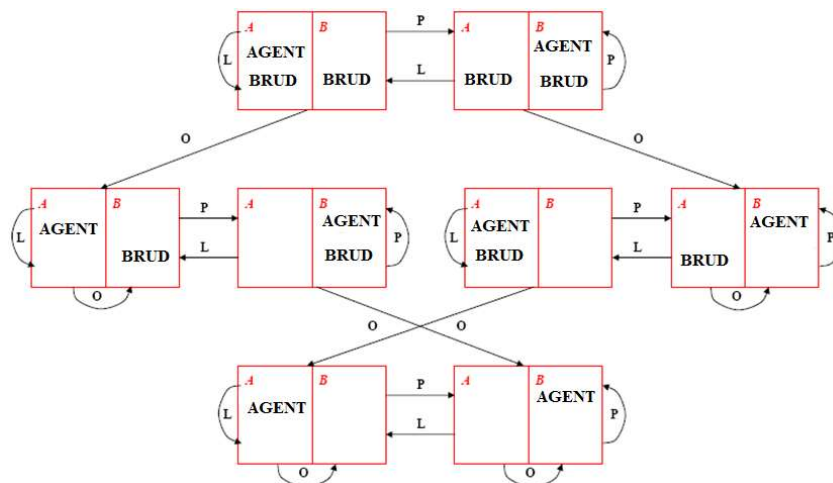 A B P A B
AGENT AGENT
L P
BRUD BRUD L BRUD BRUD
O O
A B P A B A B P A B
AGENT AGENT AGENT AGENT
L L P L L P
BRUD BRUD BRUD BRUD
O O
O O
A B P A B
AGENT AGENT
L L P
O O